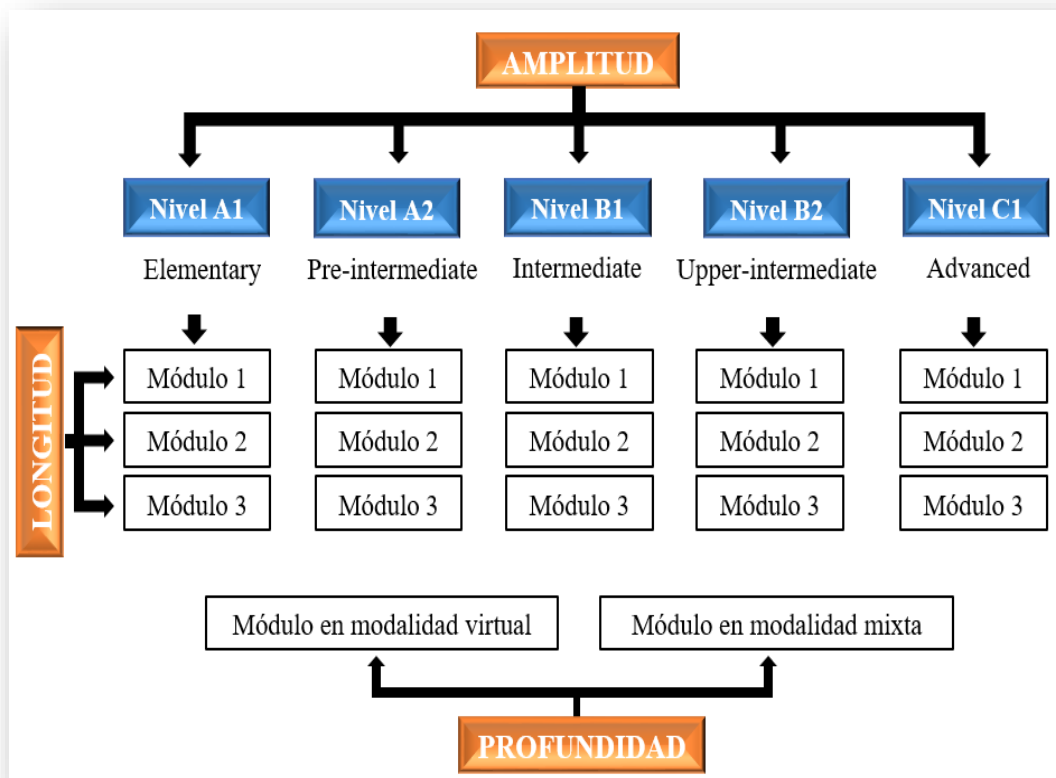 AMPLITUD
Nivel A1
Nivel A2
Nivel B1
Nivel B2
Nivel C1
Elementary
Pre-intermediate
Intermediate
Upper-intermediate
Advanced
LONGITUD
Módulo 1
Módulo 1
Módulo 1
Módulo 1
Módulo 1
Módulo 2
Módulo 2
Módulo 2
Módulo 2
Módulo 2
Módulo 3
Módulo 3
Módulo 3
Módulo 3
Módulo 3
Módulo en modalidad virtual
Módulo en modalidad mixta
PROFUNDIDAD